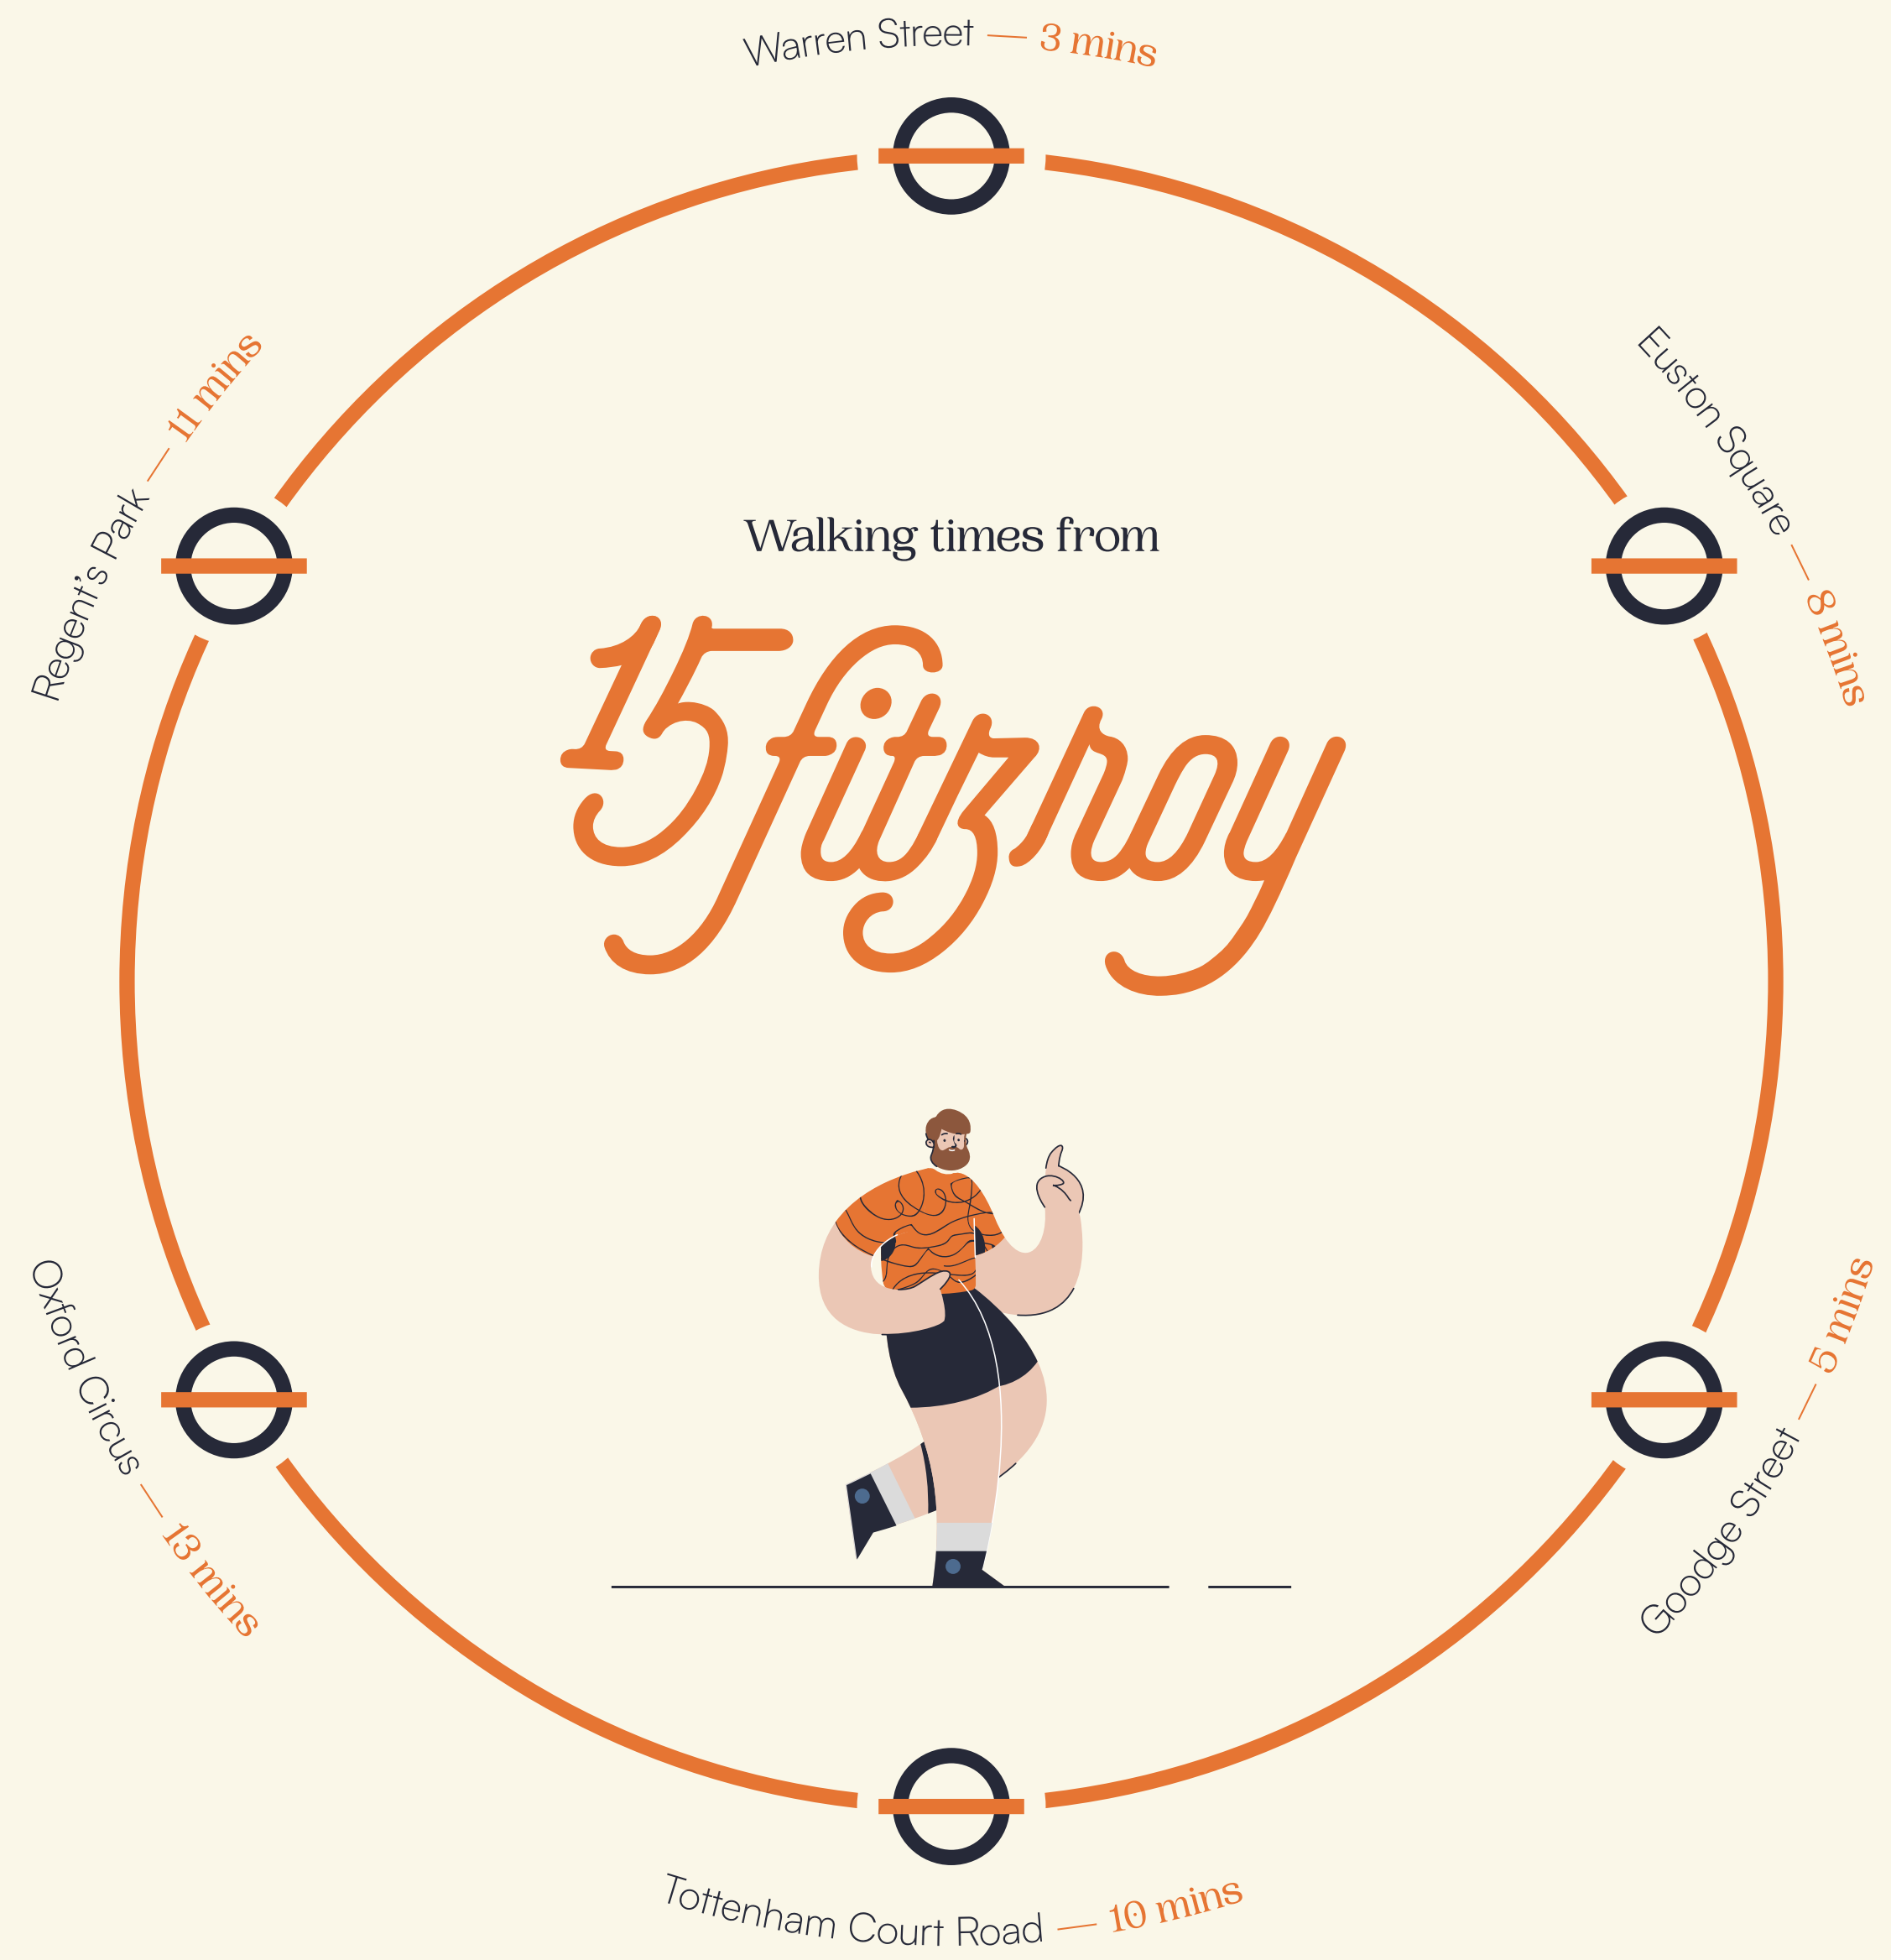 Warren Street — 3 mins
Euston Square — 8 mins
Regent's Park — 11 mins
Walking times from
15 fitzroy
Oxford Circus — 13 mins
Goodge Street — 5 mins
Tottenham Court Road — 10 mins